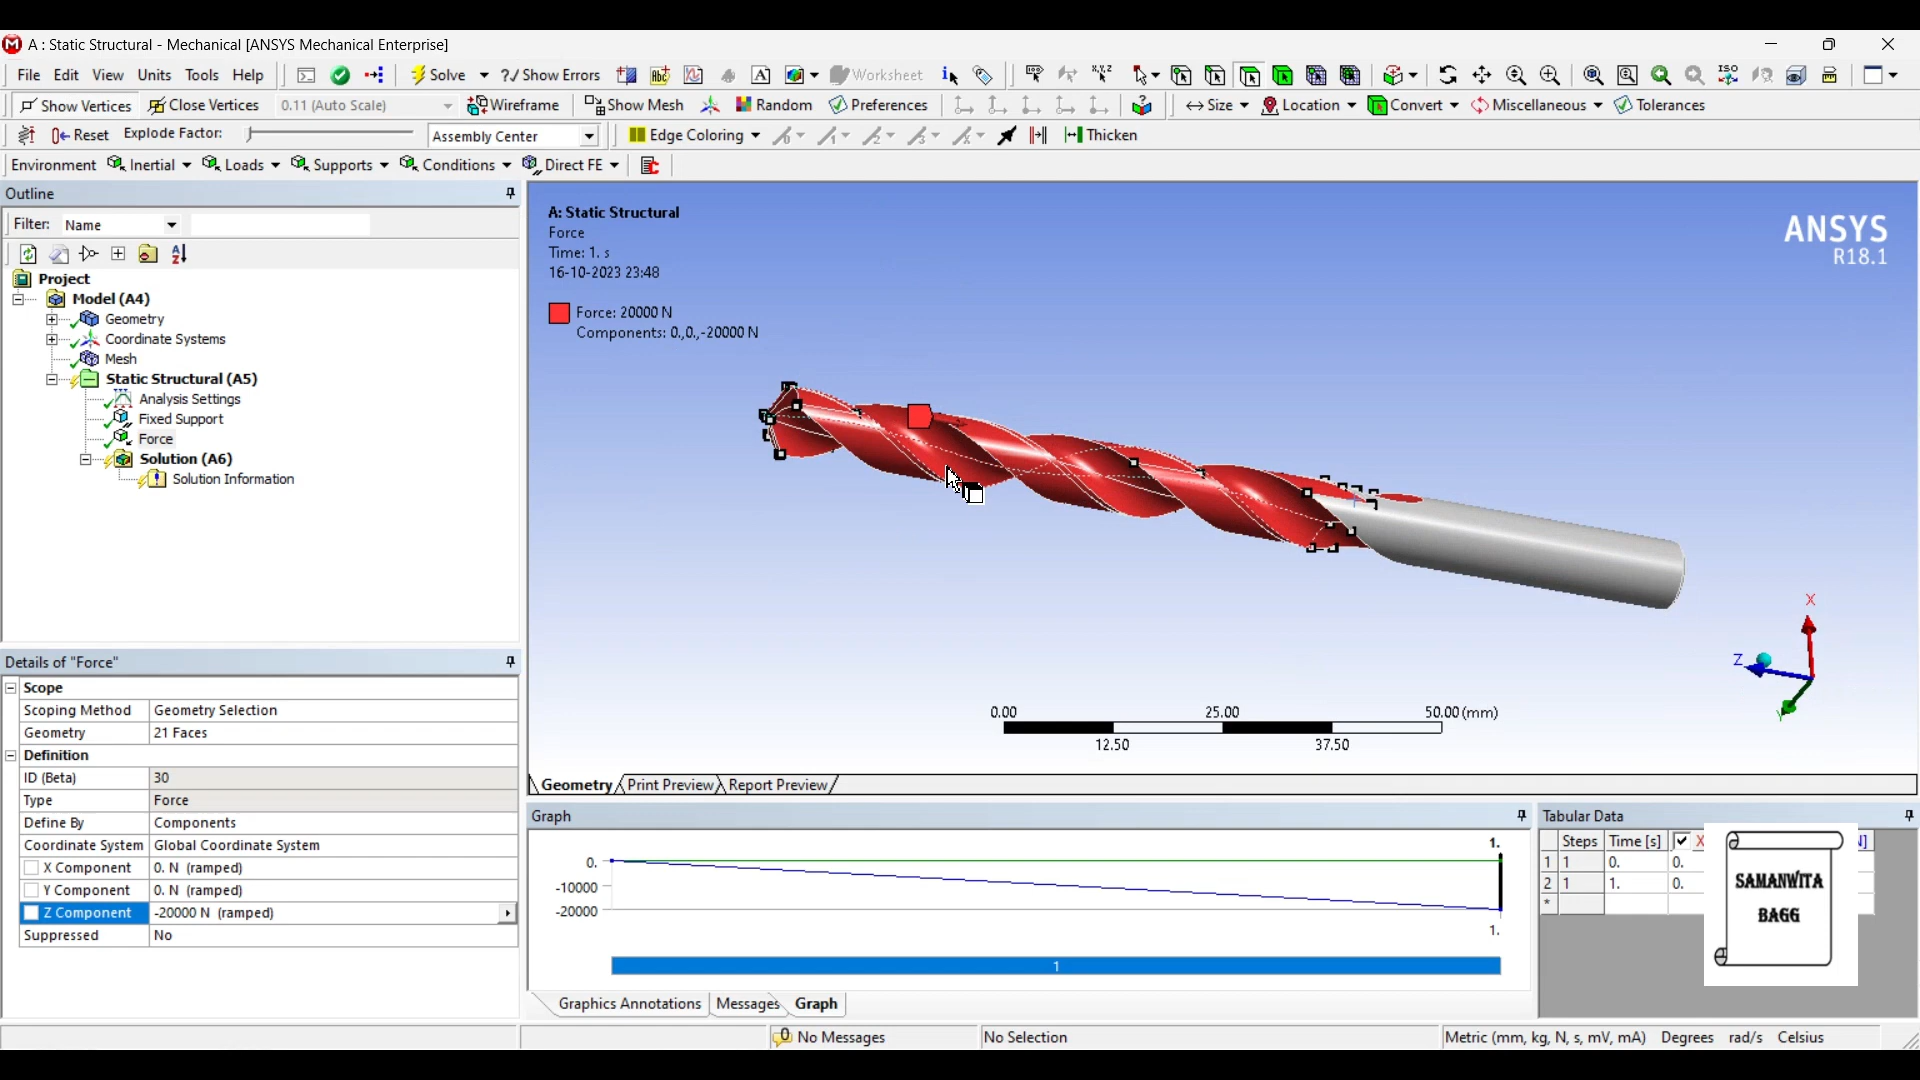 A : Static Structural - Mechanical [ANSYS Mechanical Enterprise]
File Edit View Units Tools Help Solve ?/ Show Errors Worksheet
Show Vertices Close Vertices 0.11 (Auto Scale) Wireframe Show Mesh Random Preferences Size Location Convert Miscellaneous Tolerances
Reset Explode Factor: Assembly Center Edge Coloring Thicken
Environment Inertial Loads Supports Conditions Direct FE
Outline
Filter: Name
Project
Model (A4)
Geometry
Coordinate Systems
Mesh
Static Structural (A5)
Analysis Settings
Fixed Support
Force
Solution (A6)
Solution Information
Details of "Force"
Scope
Scoping Method Geometry Selection
Geometry 21 Faces
Definition
ID (Beta) 30
Type Force
Define By Components
Coordinate System Global Coordinate System
X Component 0. N (ramped)
Y Component 0. N (ramped)
Z Component -20000 N (ramped)
Suppressed No
A: Static Structural
Force
Time: 1. s
16-10-2023 23:48
Force: 20000 N
Components: 0.,0.,-20000 N
ANSYS
R18.1
X
Z
Y
0.00 25.00 50.00 (mm)
12.50 37.50
Geometry Print Preview Report Preview
Graph
1.
0.
-10000
-20000
1.
1
Graphics Annotations Messages Graph
Tabular Data
Steps Time [s] X
1 1 0. 0.
2 1 1. 0.
*
SAMANWITA
BAGG
No Messages No Selection Metric (mm, kg, N, s, mV, mA) Degrees rad/s Celsius